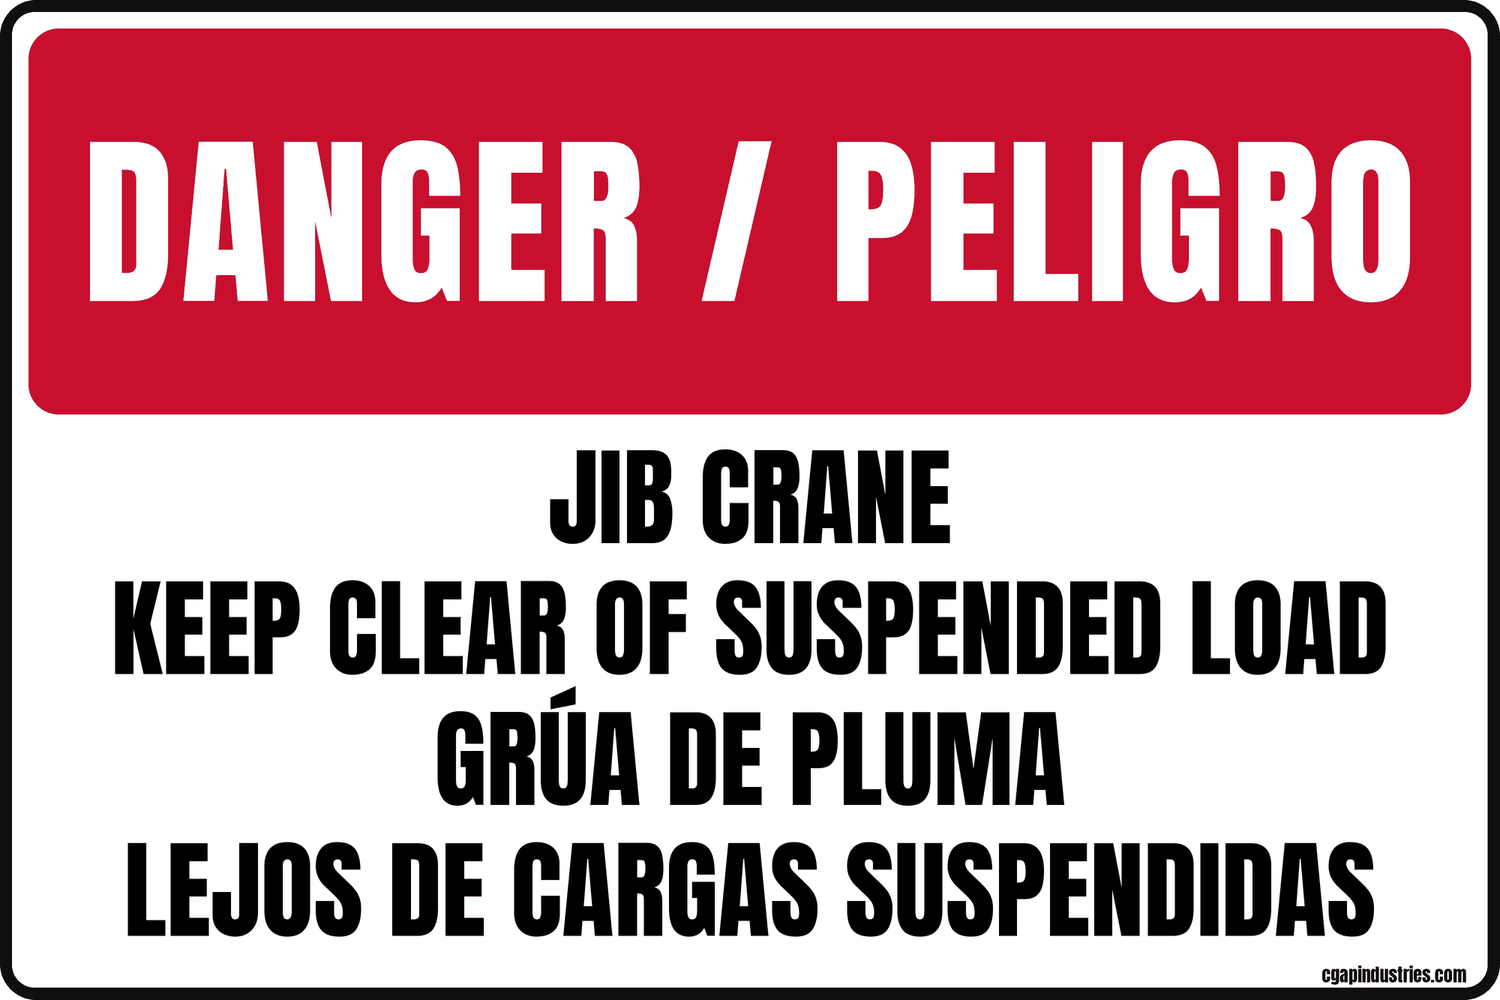 DANGER / PELIGRO
JIB CRANE
KEEP CLEAR OF SUSPENDED LOAD
GRÚA DE PLUMA
LEJOS DE CARGAS SUSPENDIDAS
cgapindustries.com